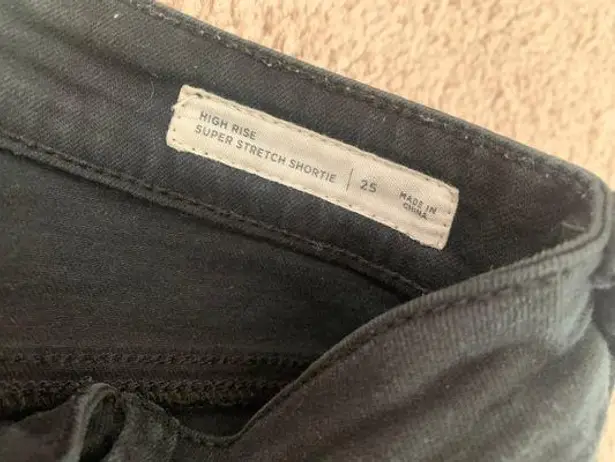 HIGH RISE
SUPER STRETCH SHORTIE | 25
MADE IN
CHINA